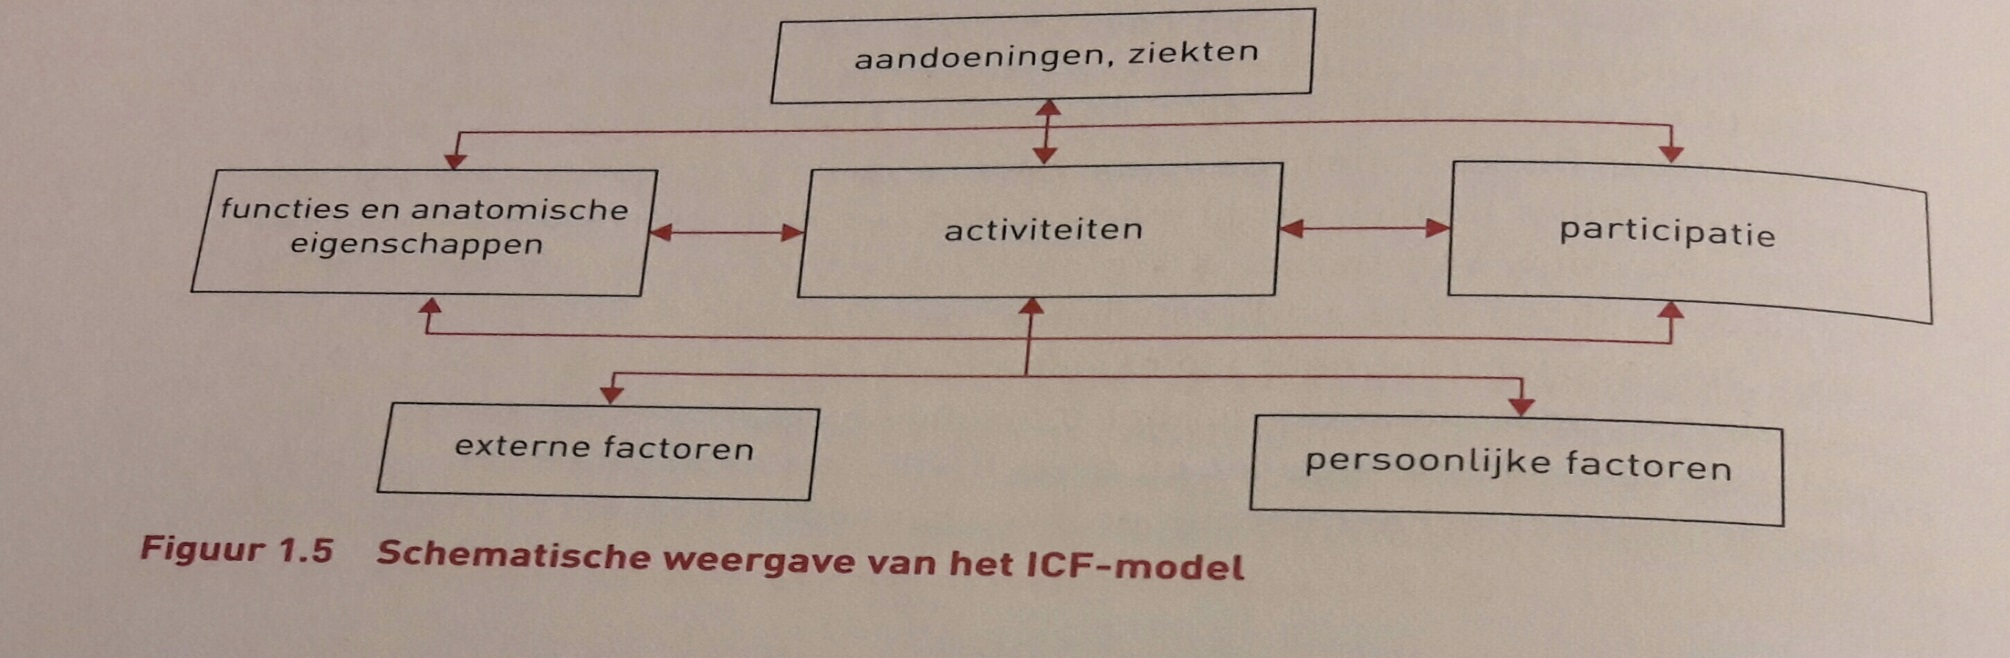 aandoeningen, ziekten
functies en anatomische
eigenschappen
activiteiten
participatie
externe factoren
persoonlijke factoren
Figuur 1.5 Schematische weergave van het ICF-model